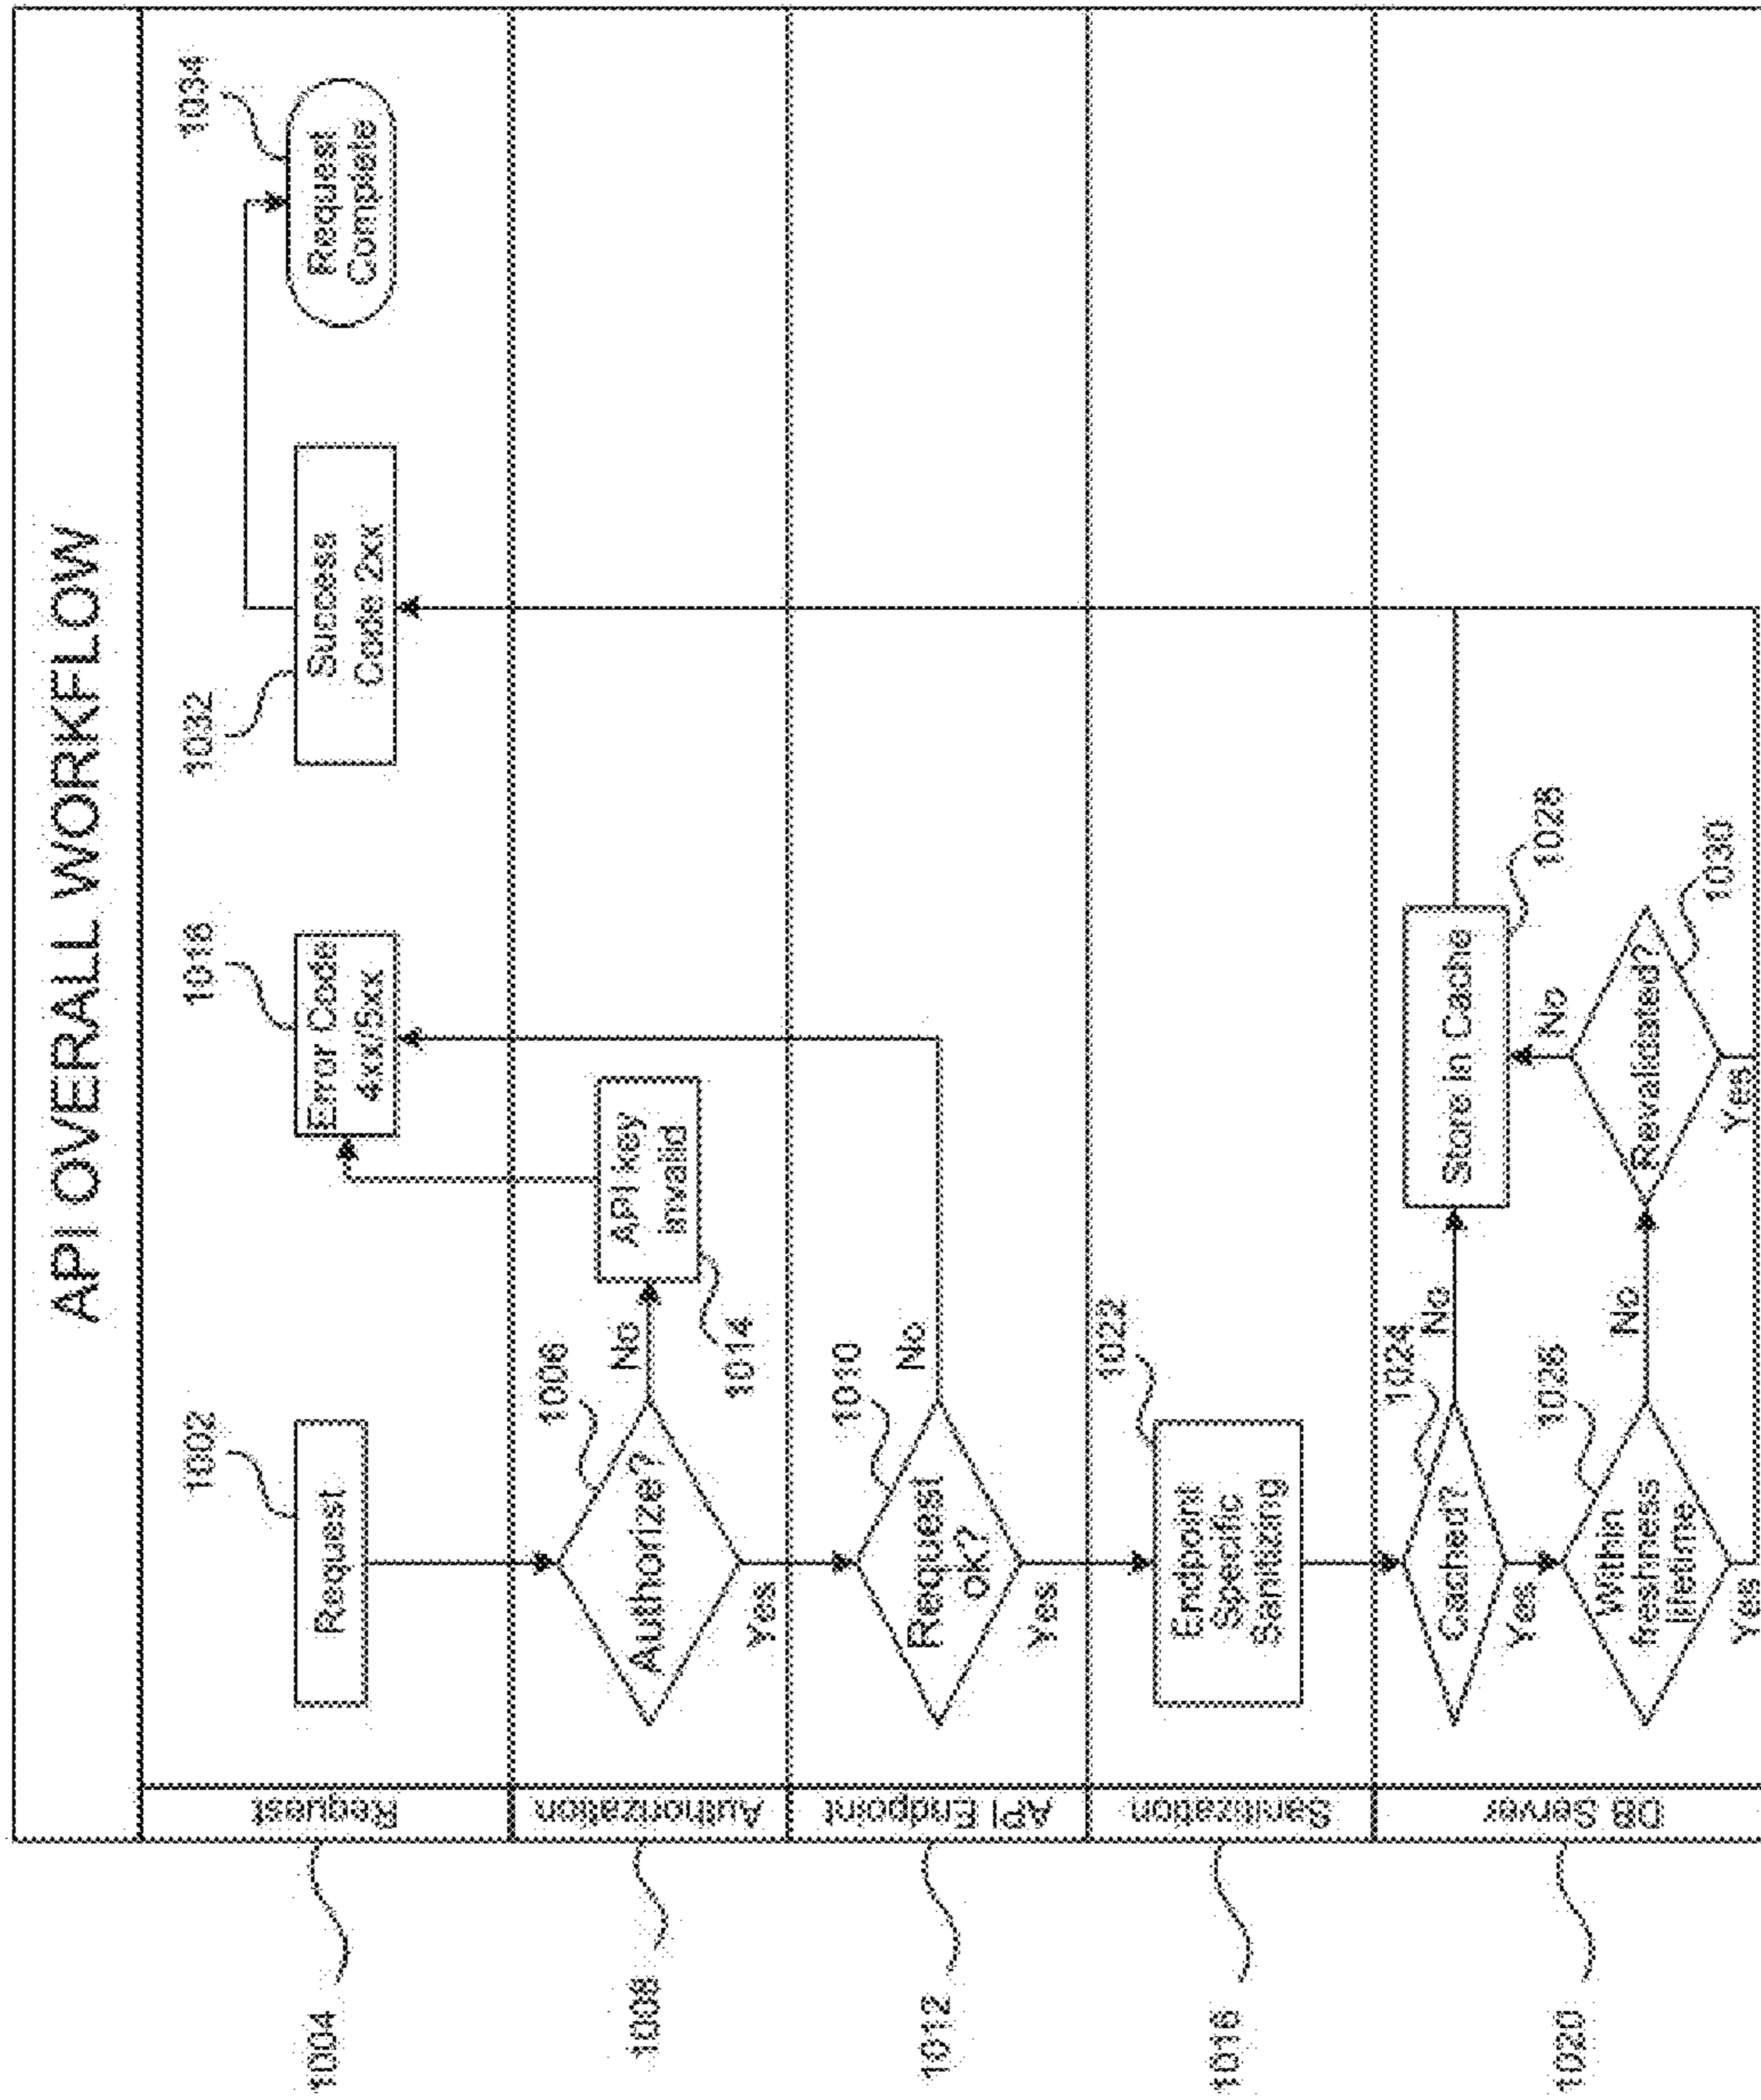 API OVERALL WORKFLOW
1004
Request
1002
Request
1018
Error Code
4xx/5xx
1032
Success
Code 2xx
1034
Request
Complete
1008
Authorization
1006
Authorize?
No
Yes
1014
API key
invalid
1012
API Endpoint
1010
Request
ok?
No
Yes
1016
Sanitization
1022
Endpoint
Specific
Sanitizing
1020
DB Server
1024
Cached?
No
Yes
Store in Cache
1028
1026
Within
freshness
lifetime
No
Yes
No
Revalidated?
1030
Yes